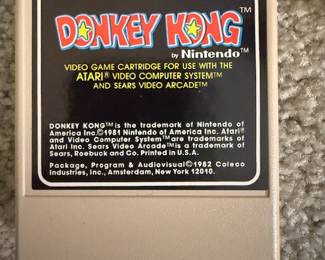 DONKEY KONG™
by Nintendo™
VIDEO GAME CARTRIDGE FOR USE WITH THE
ATARI® VIDEO COMPUTER SYSTEM™
AND SEARS VIDEO ARCADE™
DONKEY KONG™ is the trademark of Nintendo of
America Inc.©1981 Nintendo of America Inc. Atari®
and Video Computer System™ are trademarks of
Atari Inc. Sears Video Arcade™ is a trademark of
Sears, Roebuck and Co. Printed in U.S.A.
Package, Program & Audiovisual©1982 Coleco
Industries, Inc., Amsterdam, New York 12010.